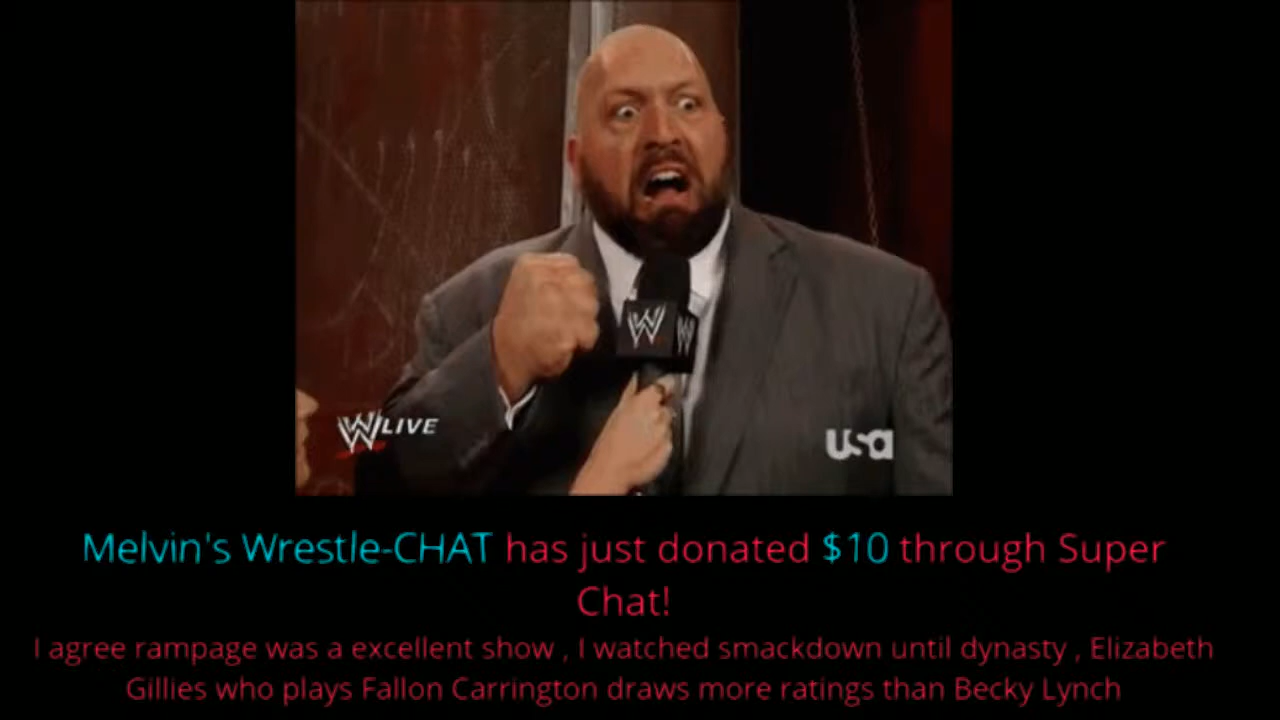 W
W
W LIVE
usa
Melvin's Wrestle-CHAT has just donated $10 through Super
Chat!
I agree rampage was a excellent show , I watched smackdown until dynasty , Elizabeth
Gillies who plays Fallon Carrington draws more ratings than Becky Lynch